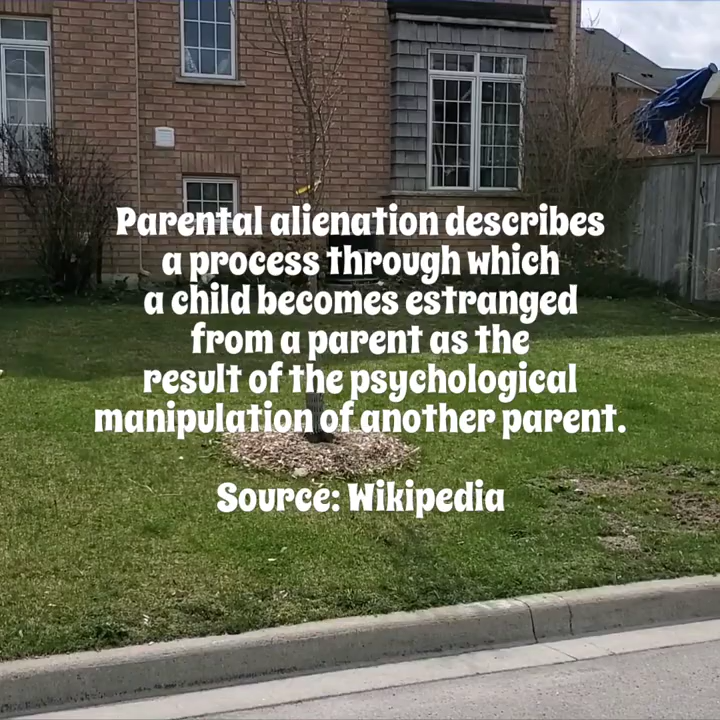 Parental alienation describes
a process through which
a child becomes estranged
from a parent as the
result of the psychological
manipulation of another parent.
Source: Wikipedia